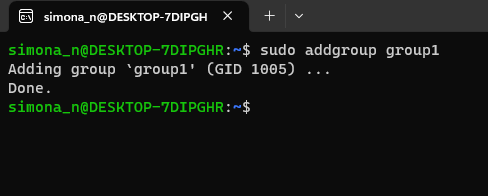 simona_n@DESKTOP-7DIPGH
simona_n@DESKTOP-7DIPGHR:~$ sudo addgroup group1
Adding group `group1' (GID 1005) ...
Done.
simona_n@DESKTOP-7DIPGHR:~$